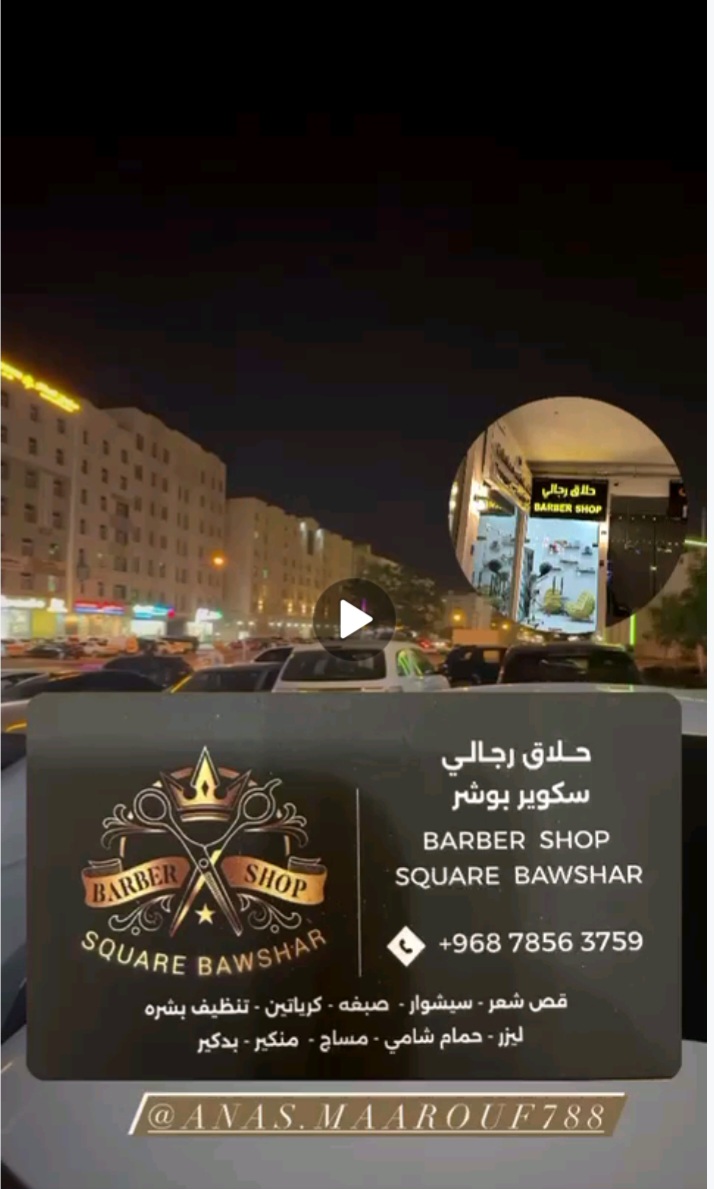 حلاق رجالي
BARBER SHOP
حلاق رجالي
سكوير بوشر
BARBER SHOP
SQUARE BAWSHAR
+968 7856 3759
BARBER SHOP
SQUARE BAWSHAR
قص شعر - سيشوار - صبغه - كرياتين - تنظيف بشره
ليزر - حمام شامي - مساج - منكير - بدكير
@ANAS.MAAROUF788